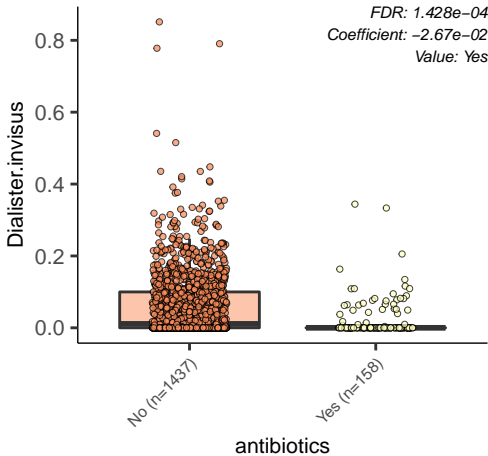 FDR: 1.428e−04
Coefficient: −2.67e−02
Value: Yes
Dialister.invisus
0.8
0.6
0.4
0.2
0.0
No (n=1437)
Yes (n=158)
antibiotics